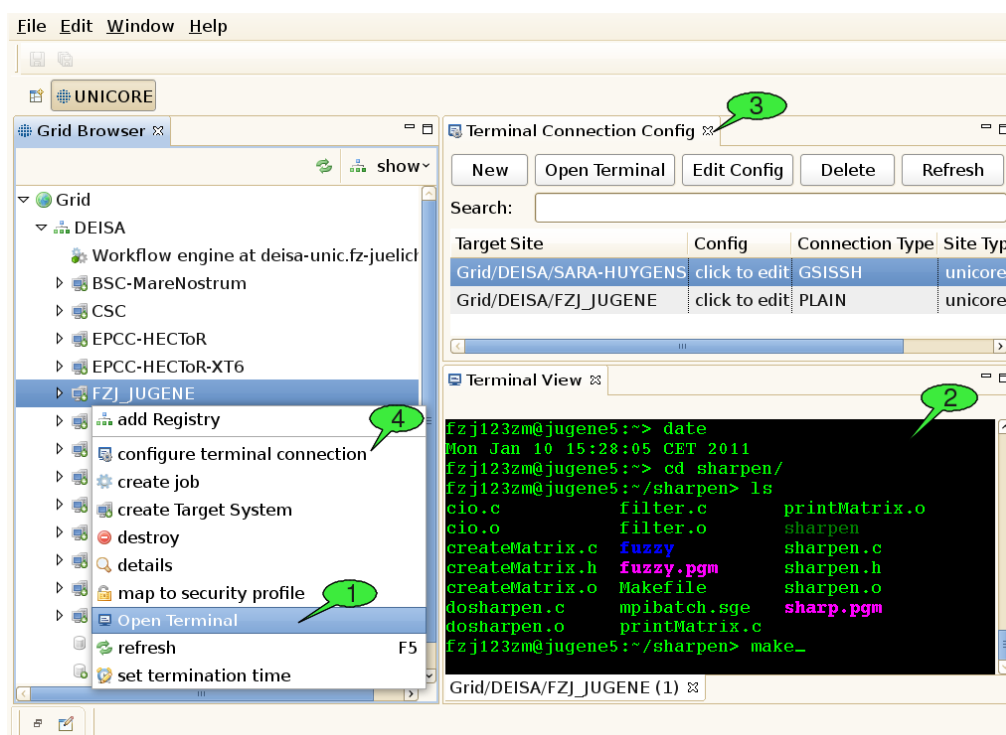 File Edit Window Help
UNICORE
Grid Browser
show
Grid
DEISA
Workflow engine at deisa-unic.fz-juelich
BSC-MareNostrum
CSC
EPCC-HECToR
EPCC-HECToR-XT6
FZJ_JUGENE
add Registry
4
configure terminal connection
create job
create Target System
destroy
details
map to security profile
1
Open Terminal
refresh F5
set termination time
3
Terminal Connection Config
New Open Terminal Edit Config Delete Refresh
Search:
Target Site Config Connection Type Site Typ
Grid/DEISA/SARA-HUYGENS click to edit GSISSH unicore
Grid/DEISA/FZJ_JUGENE click to edit PLAIN unicore
Terminal View
2
fzj123zm@jugene5:~> date
Mon Jan 10 15:28:05 CET 2011
fzj123zm@jugene5:~> cd sharpen/
fzj123zm@jugene5:~/sharpen> ls
cio.c filter.c printMatrix.o
cio.o filter.o sharpen
createMatrix.c fuzzy sharpen.c
createMatrix.h fuzzy.pgm sharpen.h
createMatrix.o Makefile sharpen.o
dosharpen.c mpibatch.sge sharp.pgm
dosharpen.o printMatrix.c
fzj123zm@jugene5:~/sharpen> make_
Grid/DEISA/FZJ_JUGENE (1)